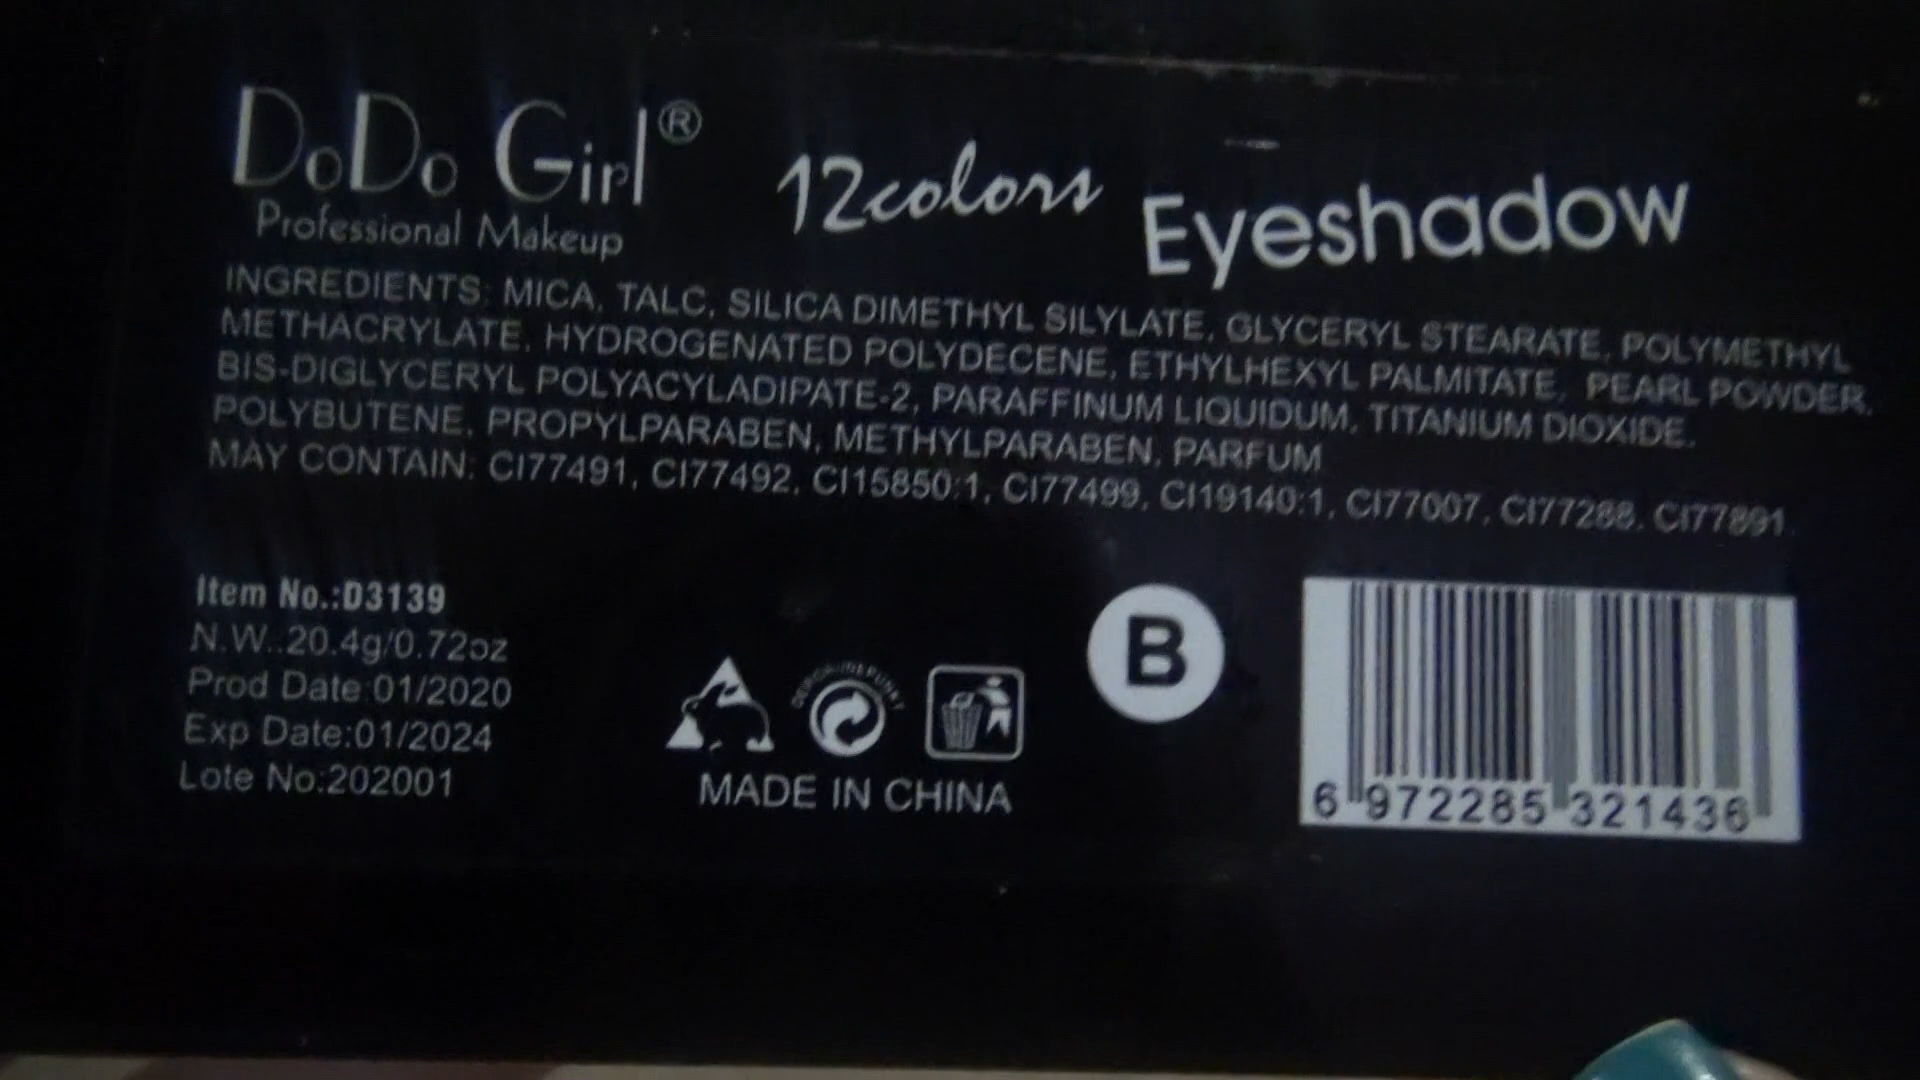 DoDo Girl®
Professional Makeup
12colors
Eyeshadow
INGREDIENTS: MICA, TALC, SILICA DIMETHYL SILYLATE, GLYCERYL STEARATE, POLYMETHYL
METHACRYLATE, HYDROGENATED POLYDECENE, ETHYLHEXYL PALMITATE, PEARL POWDER,
BIS-DIGLYCERYL POLYACYLADIPATE-2, PARAFFINUM LIQUIDUM, TITANIUM DIOXIDE,
POLYBUTENE, PROPYLPARABEN, METHYLPARABEN, PARFUM
MAY CONTAIN: CI77491, CI77492, CI15850:1, CI77499, CI19140:1, CI77007, CI77288, CI77891.
Item No.:D3139
N.W.:20.4g/0.72oz
Prod Date:01/2020
Exp Date:01/2024
Lote No:202001
MADE IN CHINA
B
6 972285 321436